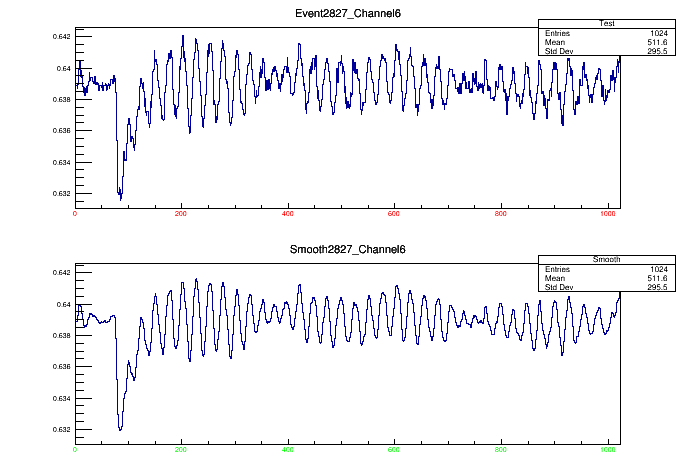 Event2827_Channel6
Test
Entries 1024
Mean 511.6
Std Dev 295.5
0.642
0.64
0.638
0.636
0.634
0.632
0 200 400 600 800 1000
Smooth2827_Channel6
Smooth
Entries 1024
Mean 511.6
Std Dev 295.5
0.642
0.64
0.638
0.636
0.634
0.632
0 200 400 600 800 1000